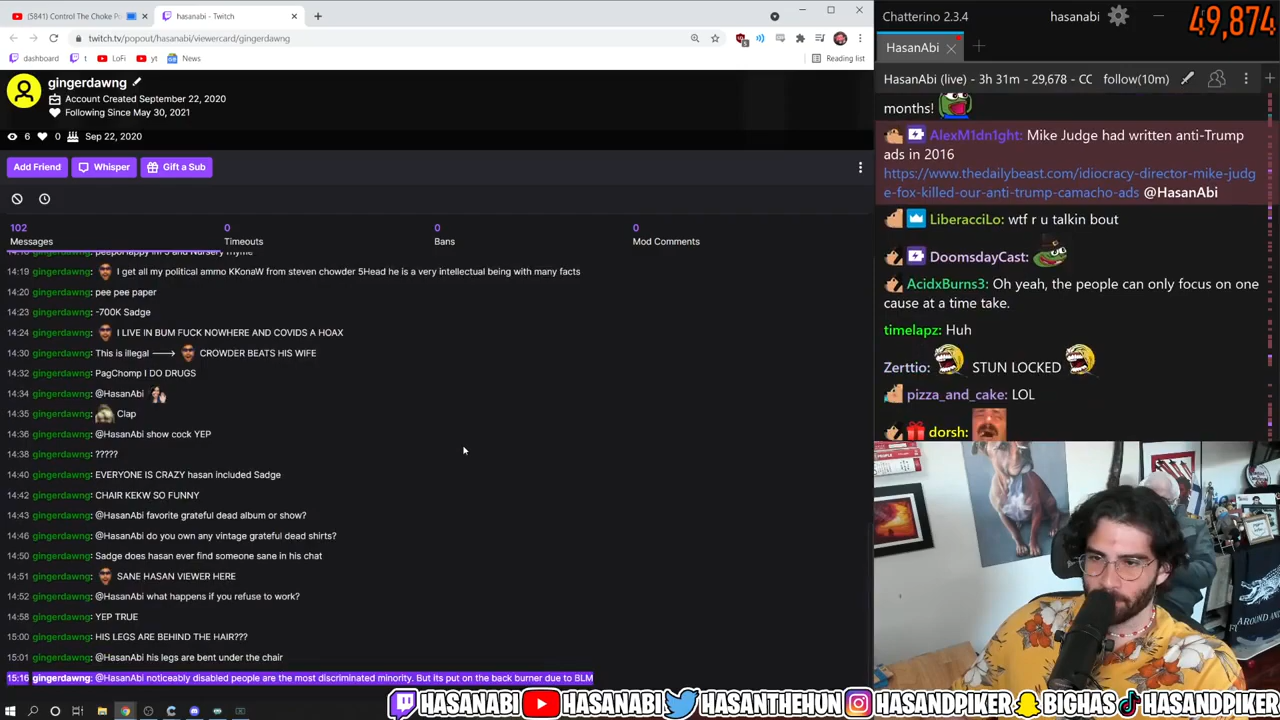 (5841) Control The Choke Po
hasanabi - Twitch
twitch.tv/popout/hasanabi/viewercard/gingerdawng
dashboard
t
LoFi
yt
News
Reading list
gingerdawng
Account Created September 22, 2020
Following Since May 30, 2021
6 0 Sep 22, 2020
Add Friend
Whisper
Gift a Sub
102
0
0
0
Messages
Timeouts
Bans
Mod Comments
14:19 gingerdawng: I get all my political ammo KKonaW from steven chowder 5Head he is a very intellectual being with many facts
14:20 gingerdawng: pee pee paper
14:23 gingerdawng: -700K Sadge
14:24 gingerdawng: I LIVE IN BUM FUCK NOWHERE AND COVIDS A HOAX
14:30 gingerdawng: This is illegal ──> CROWDER BEATS HIS WIFE
14:32 gingerdawng: PagChomp I DO DRUGS
14:34 gingerdawng: @HasanAbi
14:35 gingerdawng: Clap
14:36 gingerdawng: @HasanAbi show cock YEP
14:38 gingerdawng: ?????
14:40 gingerdawng: EVERYONE IS CRAZY hasan included Sadge
14:42 gingerdawng: CHAIR KEKW SO FUNNY
14:43 gingerdawng: @HasanAbi favorite grateful dead album or show?
14:46 gingerdawng: @HasanAbi do you own any vintage grateful dead shirts?
14:50 gingerdawng: Sadge does hasan ever find someone sane in his chat
14:51 gingerdawng: SANE HASAN VIEWER HERE
14:52 gingerdawng: @HasanAbi what happens if you refuse to work?
14:58 gingerdawng: YEP TRUE
15:00 gingerdawng: HIS LEGS ARE BEHIND THE HAIR???
15:01 gingerdawng: @HasanAbi his legs are bent under the chair
15:16 gingerdawng: @HasanAbi noticeably disabled people are the most discriminated minority. But its put on the back burner due to BLM
Chatterino 2.3.4
hasanabi
49,874
HasanAbi
HasanAbi (live) - 3h 31m - 29,678 - CC
follow(10m)
months!
AlexM1dn1ght: Mike Judge had written anti-Trump
ads in 2016
https://www.thedailybeast.com/idiocracy-director-mike-judg
e-fox-killed-our-anti-trump-camacho-ads @HasanAbi
LiberacciLo: wtf r u talkin bout
DoomsdayCast:
AcidxBurns3: Oh yeah, the people can only focus on one
cause at a time take.
timelapz: Huh
Zerttio: STUN LOCKED
pizza_and_cake: LOL
dorsh:
HASANABI
HASANABI
HASANTHEHUN
HASANDPIKER
BIGHAS
HASANDPIKER